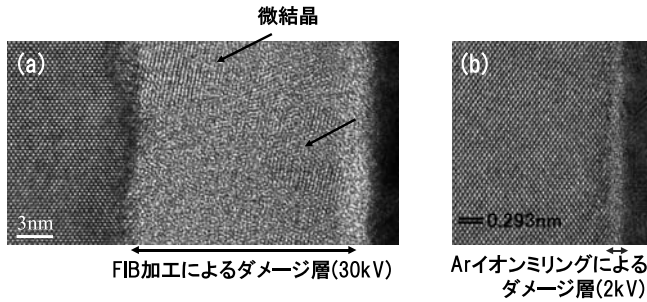 微結晶
(a)
3nm
FIB加工によるダメージ層(30kV)
(b)
0.293nm
Arイオンミリングによる
ダメージ層(2kV)